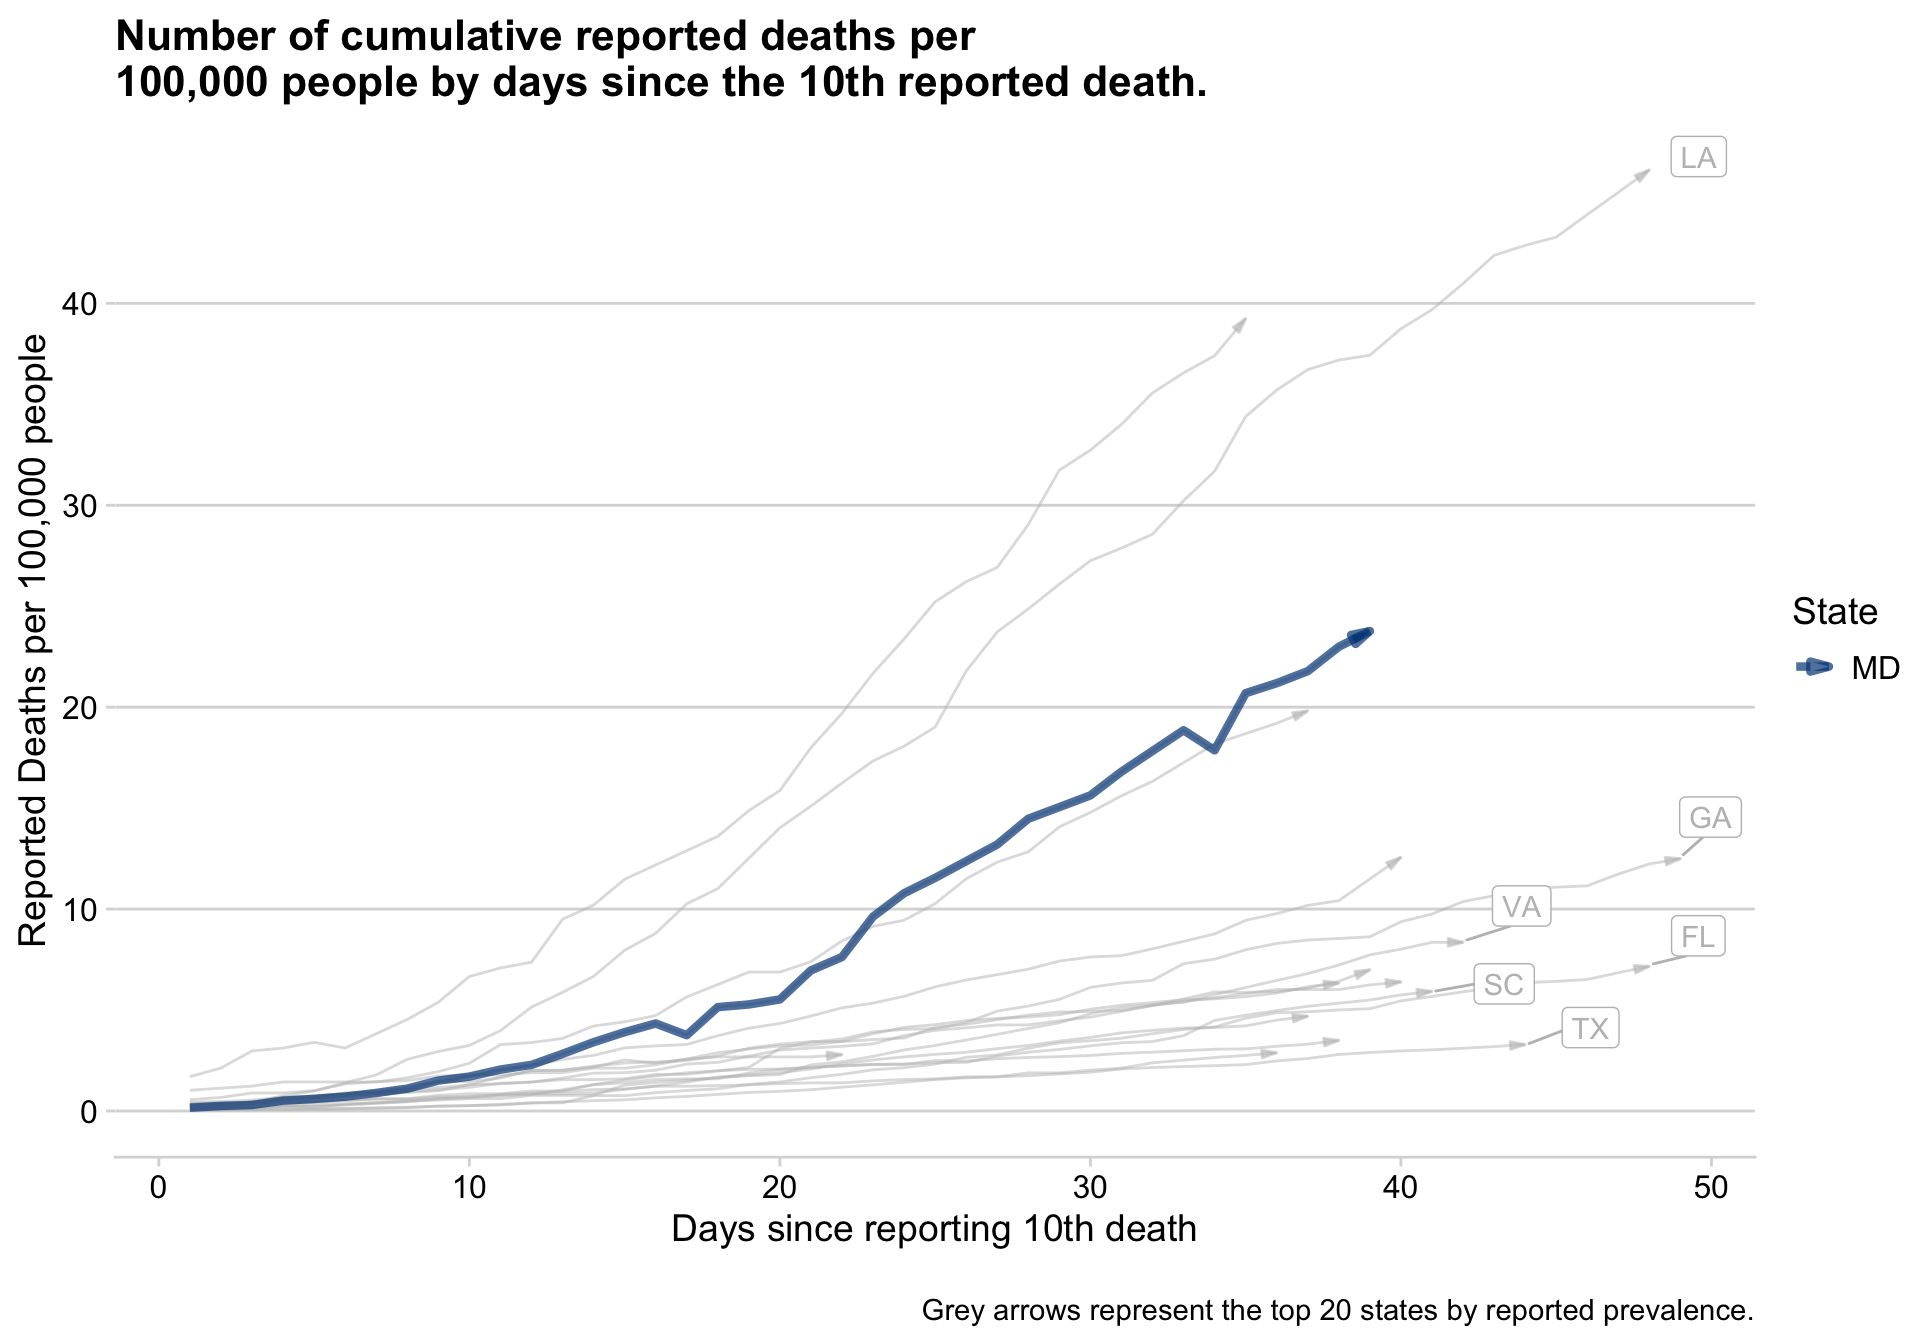 Number of cumulative reported deaths per
100,000 people by days since the 10th reported death.
LA
40
30
20
10
0
Reported Deaths per 100,000 people
GA
VA
FL
SC
TX
State
MD
0 10 20 30 40 50
Days since reporting 10th death
Grey arrows represent the top 20 states by reported prevalence.